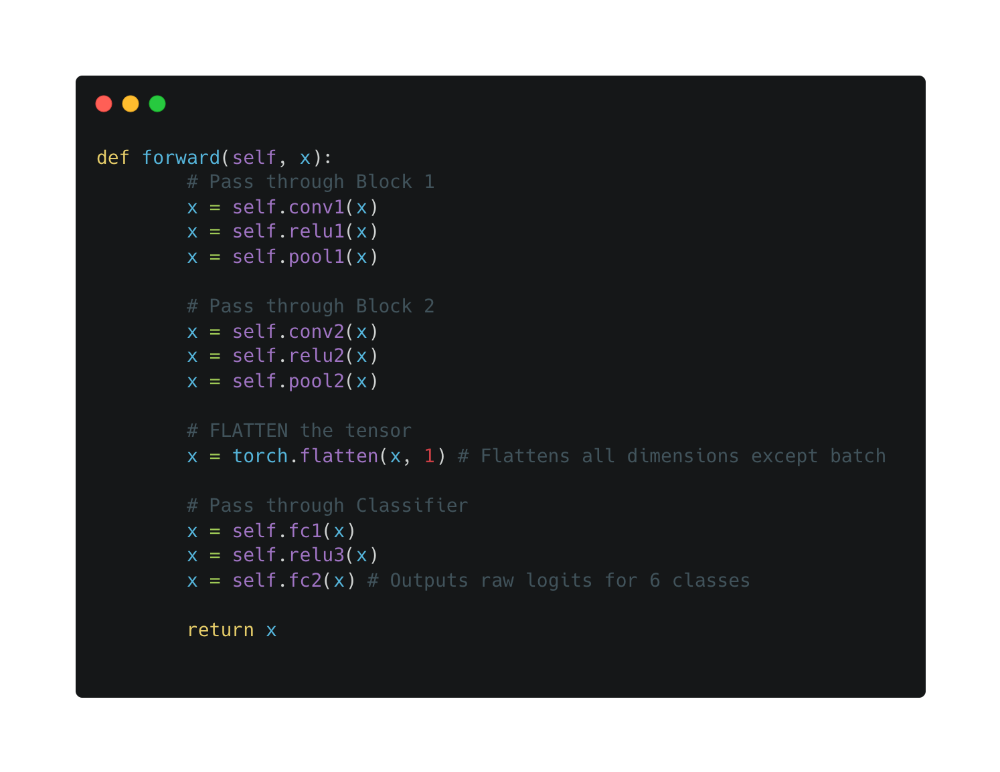 def forward(self, x):
        # Pass through Block 1
        x = self.conv1(x)
        x = self.relu1(x)
        x = self.pool1(x)

        # Pass through Block 2
        x = self.conv2(x)
        x = self.relu2(x)
        x = self.pool2(x)

        # FLATTEN the tensor
        x = torch.flatten(x, 1) # Flattens all dimensions except batch

        # Pass through Classifier
        x = self.fc1(x)
        x = self.relu3(x)
        x = self.fc2(x) # Outputs raw logits for 6 classes

        return x